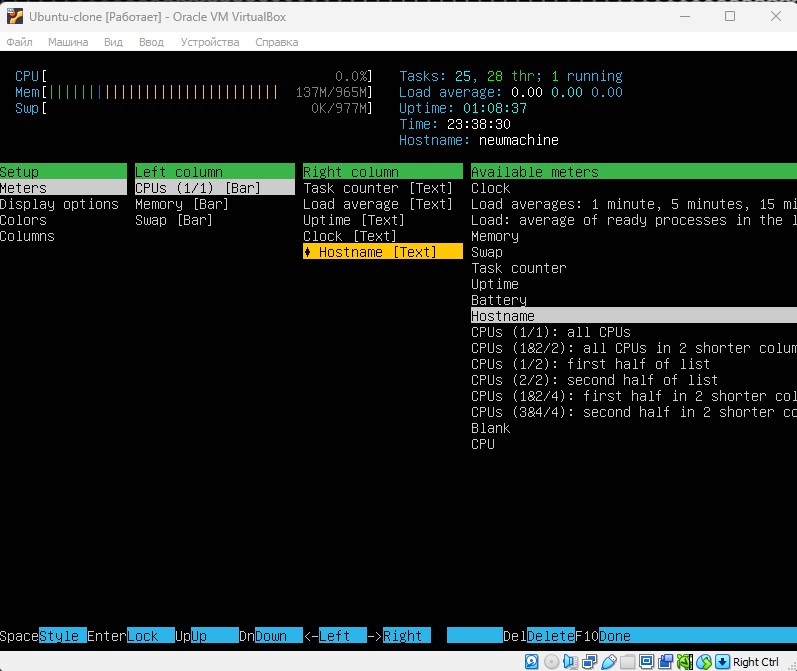 Ubuntu-clone [Работает] - Oracle VM VirtualBox
Файл Машина Вид Ввод Устройства Справка
CPU[ 0.0%] Tasks: 25, 28 thr; 1 running
Mem[|||||||||||||||||||||||||||||| 137M/965M] Load average: 0.00 0.00 0.00
Swp[ 0K/977M] Uptime: 01:08:37
Time: 23:38:30
Hostname: newmachine
Setup Left column Right column Available meters
Meters CPUs (1/1) [Bar] Task counter [Text] Clock
Display options Memory [Bar] Load average [Text] Load averages: 1 minute, 5 minutes, 15 mi
Colors Swap [Bar] Uptime [Text] Load: average of ready processes in the l
Columns Clock [Text] Memory
Hostname [Text] Swap
Task counter
Uptime
Battery
Hostname
CPUs (1/1): all CPUs
CPUs (1&2/2): all CPUs in 2 shorter colum
CPUs (1/2): first half of list
CPUs (2/2): second half of list
CPUs (1&2/4): first half in 2 shorter col
CPUs (3&4/4): second half in 2 shorter co
Blank
CPU
SpaceStyle EnterLock UpUp DnDown <-Left ->Right DelDeleteF10Done
Right Ctrl